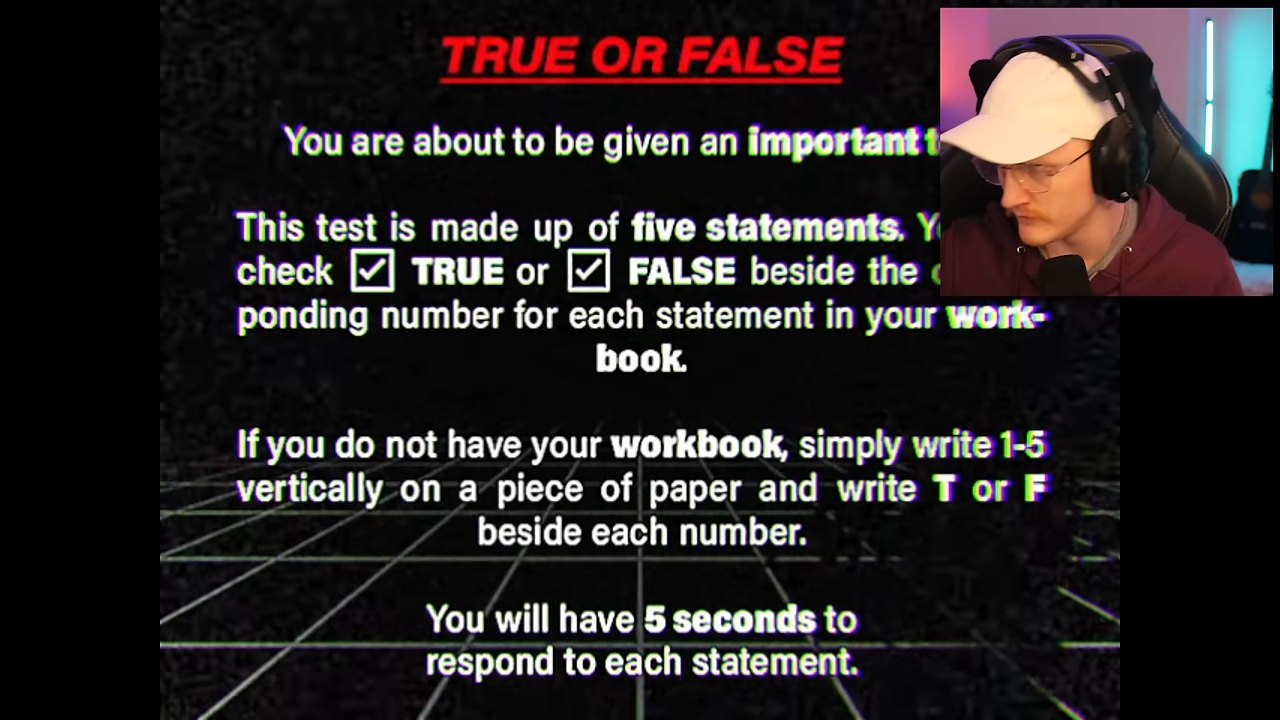 TRUE OR FALSE
You are about to be given an important
This test is made up of five statements.
check ☑ TRUE or ☑ FALSE beside the
ponding number for each statement in your work-
book.
If you do not have your workbook, simply write 1-5
vertically on a piece of paper and write T or F
beside each number.
You will have 5 seconds to
respond to each statement.